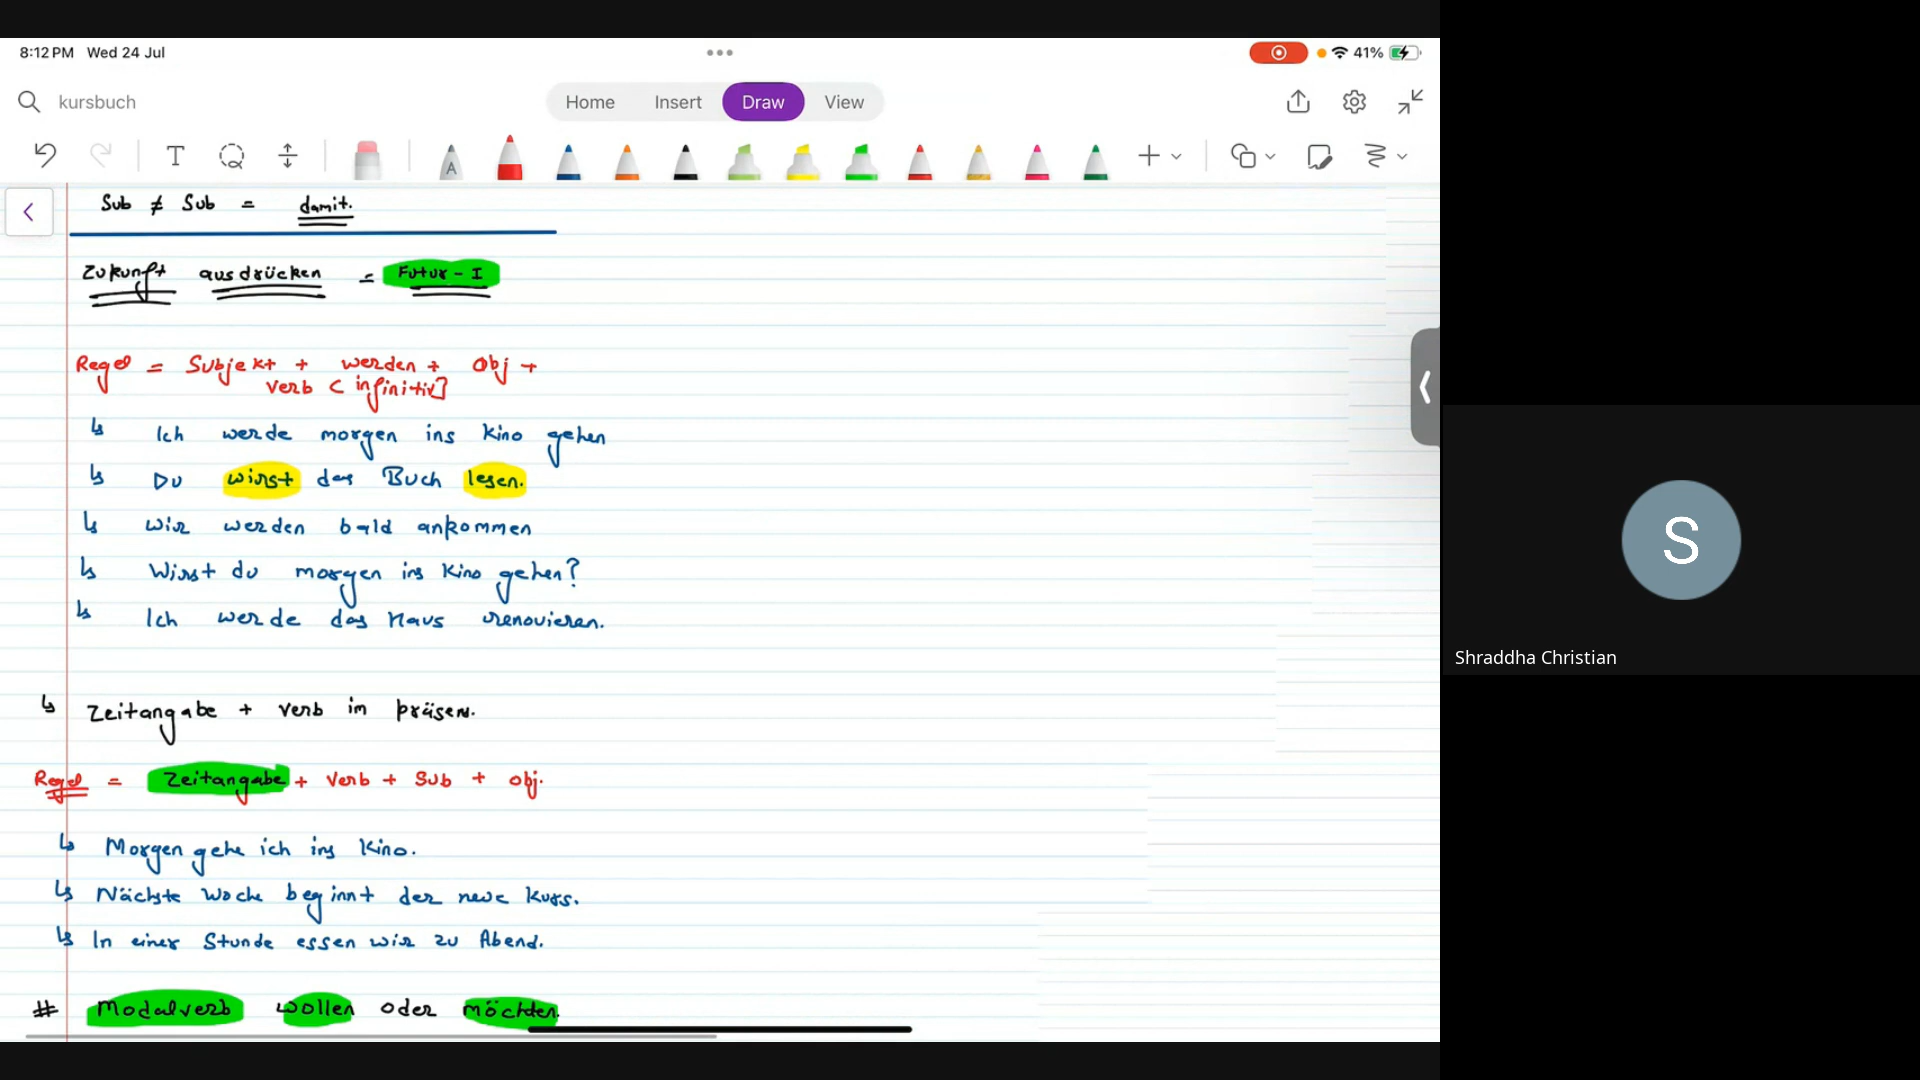 8:12 PM Wed 24 Jul
41%
kursbuch
Home Insert Draw View
T
A
Sub ≠ Sub = damit.
Zukunft ausdrücken = Futur - I
Regel = Subjekt + werden + Obj +
verb [infinitiv]
↳ Ich werde morgen ins Kino gehen
↳ Du wirst das Buch lesen.
↳ Wir werden bald ankommen
↳ Wirst du morgen ins Kino gehen?
↳ Ich werde das Haus renovieren.
↳ Zeitangabe + Verb im präsens.
Regel = Zeitangabe + Verb + Sub + obj.
↳ Morgen gehe ich ins Kino.
↳ Nächste Woche beginnt der neue Kurs.
↳ In einer Stunde essen wir zu Abend.
# Modalverb wollen oder möchten.
S
Shraddha Christian